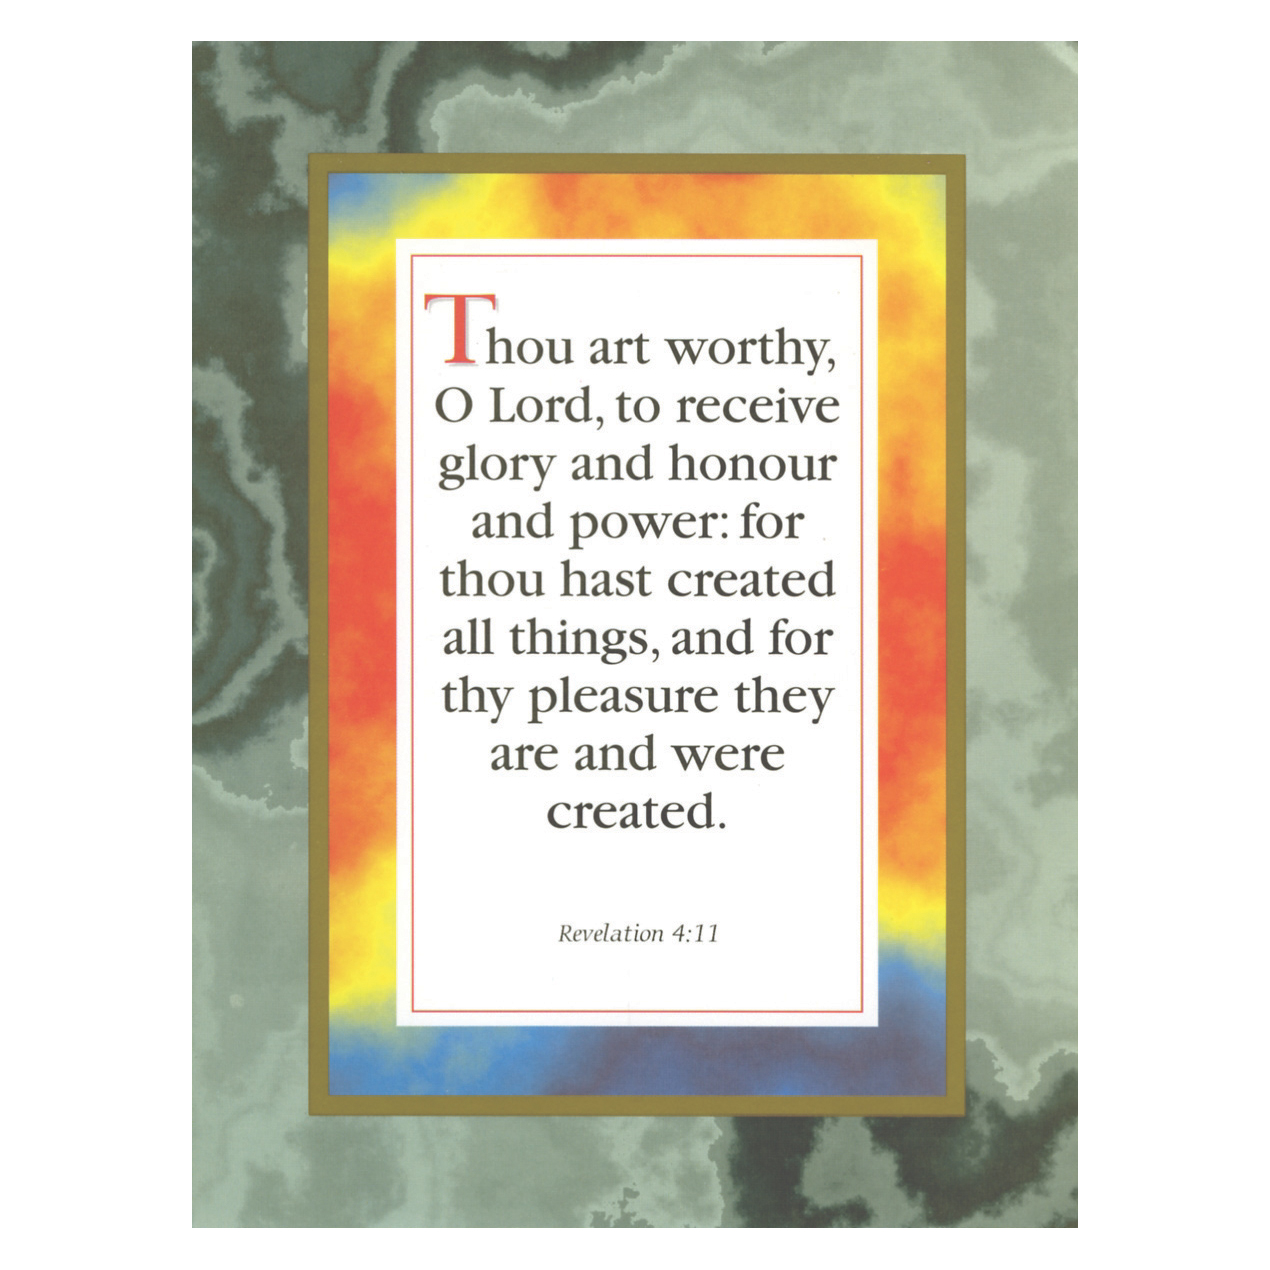 Thou art worthy,
O Lord, to receive
glory and honour
and power: for
thou hast created
all things, and for
thy pleasure they
are and were
created.
Revelation 4:11